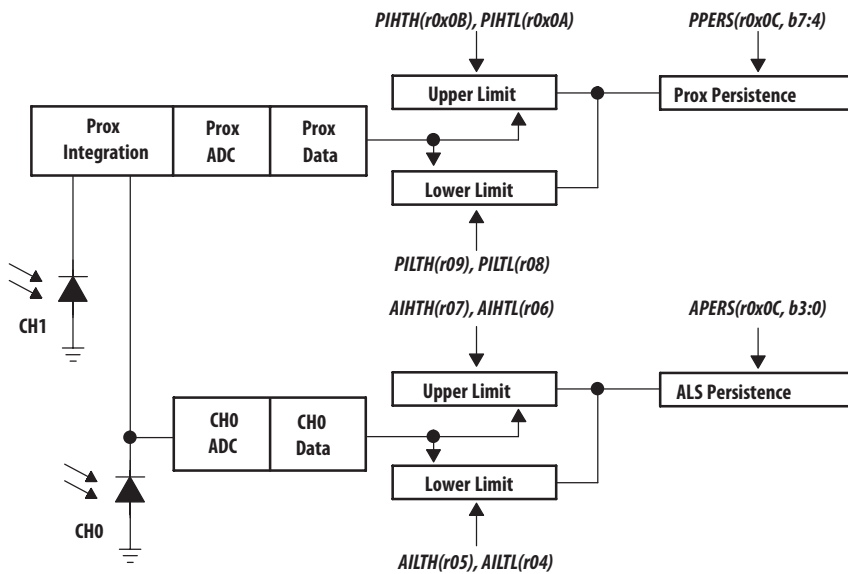 PIHTH(r0x0B), PIHTL(r0x0A)
PPERS(r0x0C, b7:4)
Upper Limit
Prox Persistence
Prox
Integration
Prox
ADC
Prox
Data
Lower Limit
PILTH(r09), PILTL(r08)
CH1
AIHTH(r07), AIHTL(r06)
APERS(r0x0C, b3:0)
Upper Limit
ALS Persistence
CH0
ADC
CH0
Data
Lower Limit
CH0
AILTH(r05), AILTL(r04)